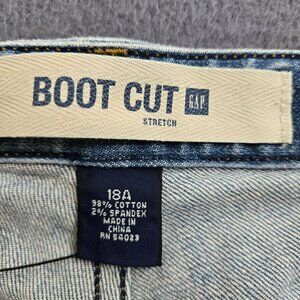 BOOT CUT GAP
STRETCH
18A
98% COTTON
2% SPANDEX
MADE IN
CHINA
RN 54023